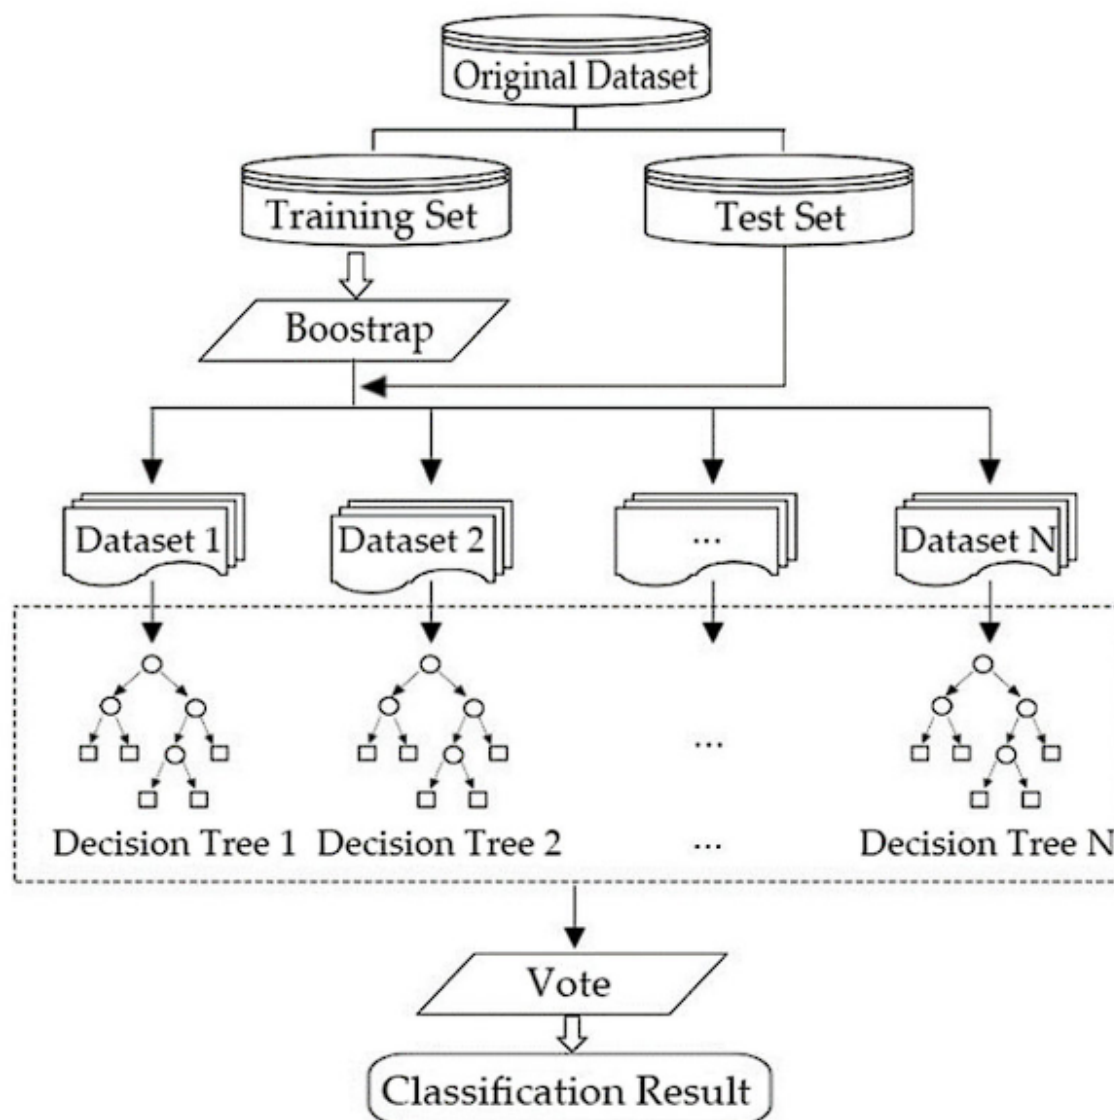 Original Dataset
Training Set
Test Set
Boostrap
Dataset 1
Dataset 2
...
Dataset N
...
Decision Tree 1
Decision Tree 2
...
Decision Tree N
Vote
Classification Result